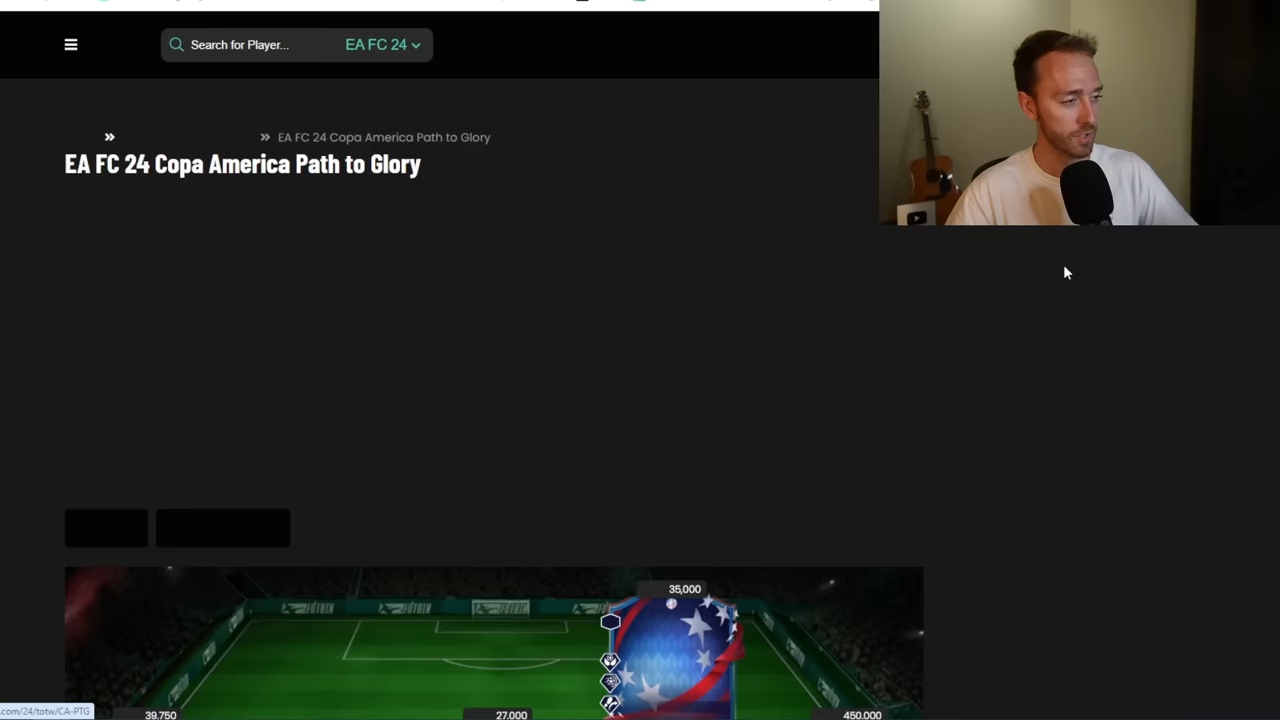 Search for Player...
EA FC 24
EA FC 24 Copa America Path to Glory
EA FC 24 Copa America Path to Glory
35,000
39,750
27,000
450,000
.com/24/totw/CA-PTG